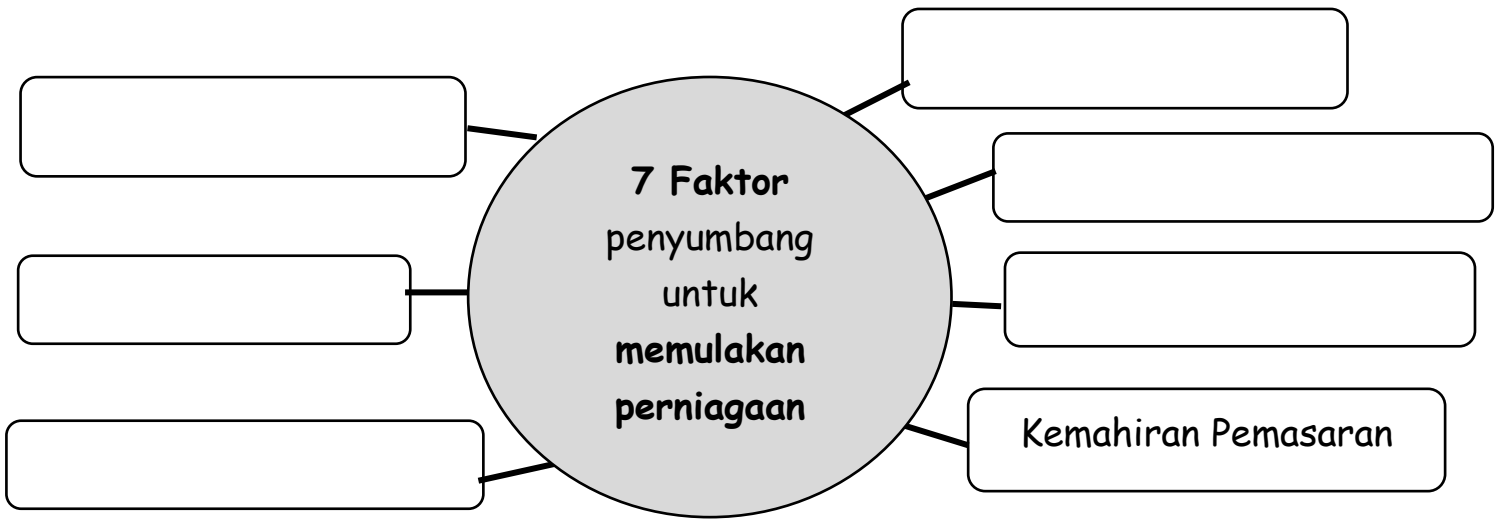 7 Faktor
penyumbang
untuk
memulakan
perniagaan
Kemahiran Pemasaran